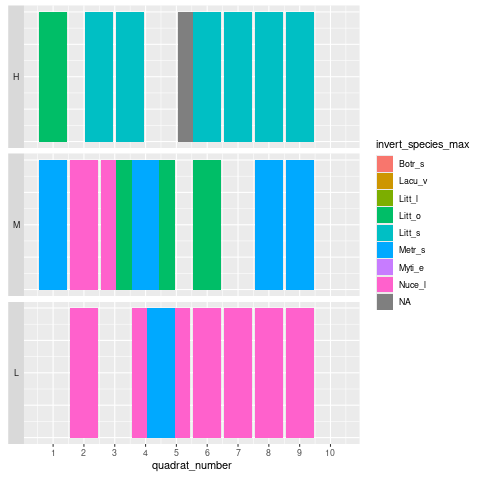 H
M
L
1 2 3 4 5 6 7 8 9 10
quadrat_number
invert_species_max
Botr_s
Lacu_v
Litt_l
Litt_o
Litt_s
Metr_s
Myti_e
Nuce_l
NA